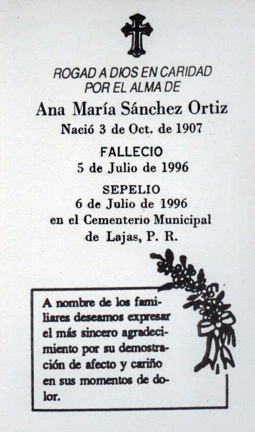 ROGAD A DIOS EN CARIDAD
POR EL ALMA DE
Ana María Sánchez Ortiz
Nació 3 de Oct. de 1907
FALLECIO
5 de Julio de 1996
SEPELIO
6 de Julio de 1996
en el Cementerio Municipal
de Lajas, P. R.
A nombre de los fami-
liares deseamos expresar
el más sincero agradeci-
miento por su demostra-
ción de afecto y cariño
en sus momentos de do-
lor.